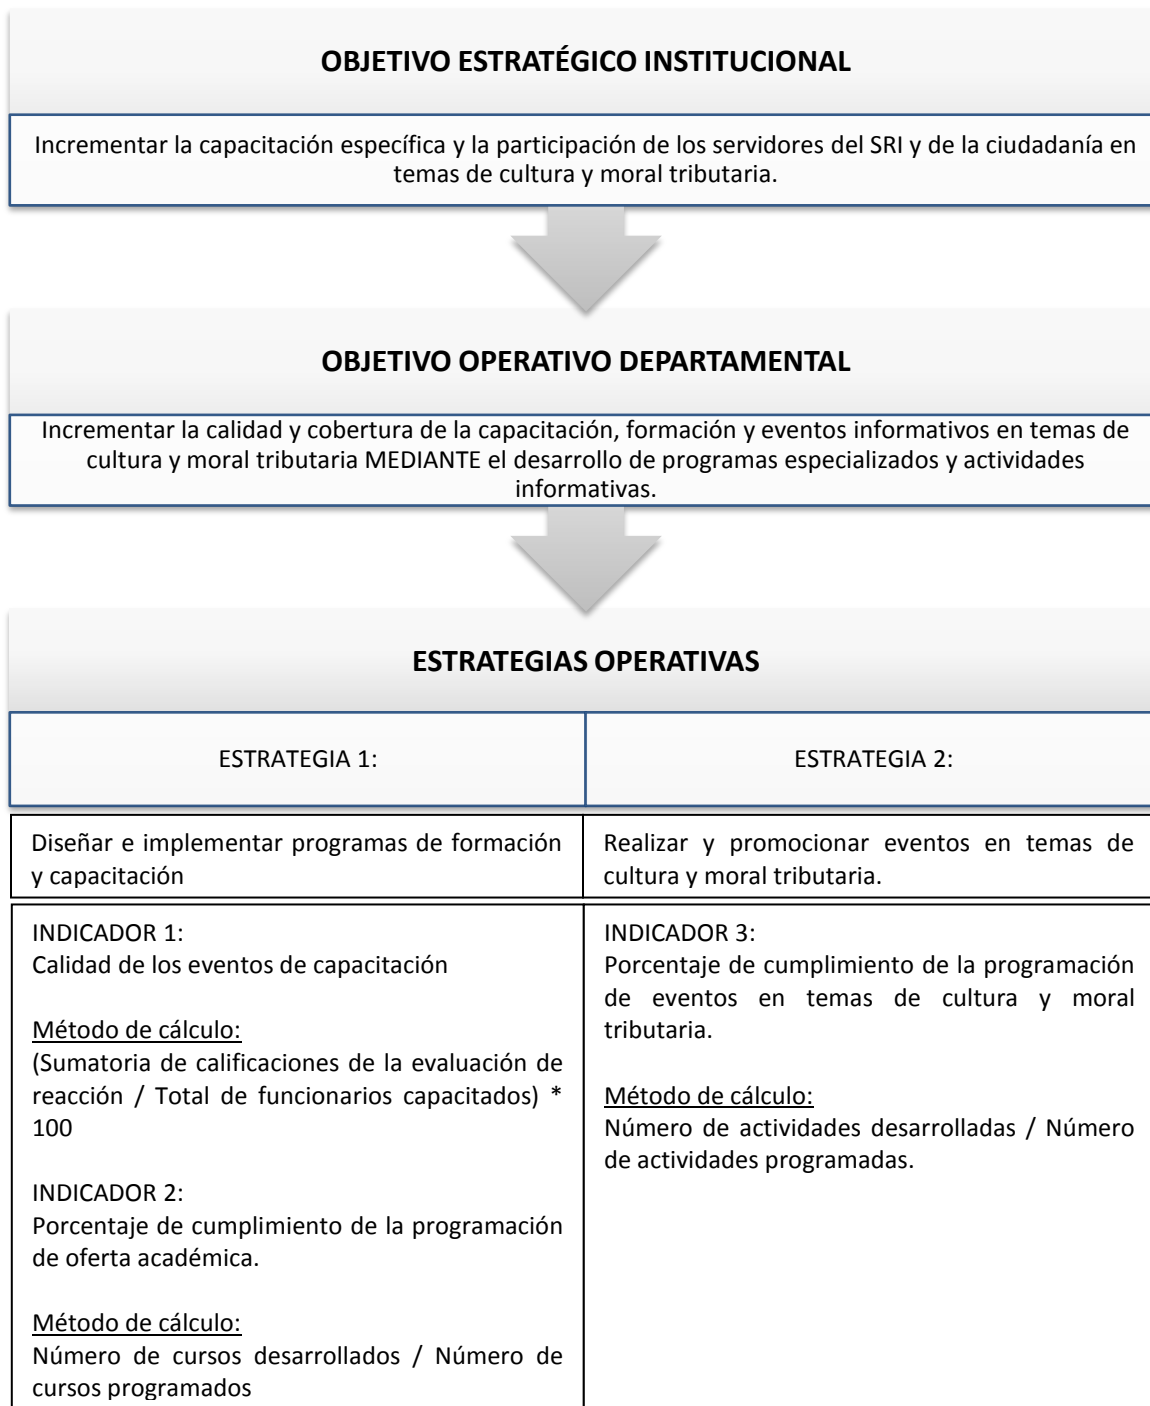 OBJETIVO ESTRATÉGICO INSTITUCIONAL
Incrementar la capacitación específica y la participación de los servidores del SRI y de la ciudadanía en
temas de cultura y moral tributaria.
OBJETIVO OPERATIVO DEPARTAMENTAL
Incrementar la calidad y cobertura de la capacitación, formación y eventos informativos en temas de
cultura y moral tributaria MEDIANTE el desarrollo de programas especializados y actividades
informativas.
ESTRATEGIAS OPERATIVAS
ESTRATEGIA 1:
ESTRATEGIA 2:
Diseñar e implementar programas de formación
y capacitación
Realizar y promocionar eventos en temas de
cultura y moral tributaria.
INDICADOR 1:
Calidad de los eventos de capacitación
Método de cálculo:
(Sumatoria de calificaciones de la evaluación de
reacción / Total de funcionarios capacitados) *
100
INDICADOR 2:
Porcentaje de cumplimiento de la programación
de oferta académica.
Método de cálculo:
Número de cursos desarrollados / Número de
cursos programados
INDICADOR 3:
Porcentaje de cumplimiento de la programación
de eventos en temas de cultura y moral
tributaria.
Método de cálculo:
Número de actividades desarrolladas / Número
de actividades programadas.